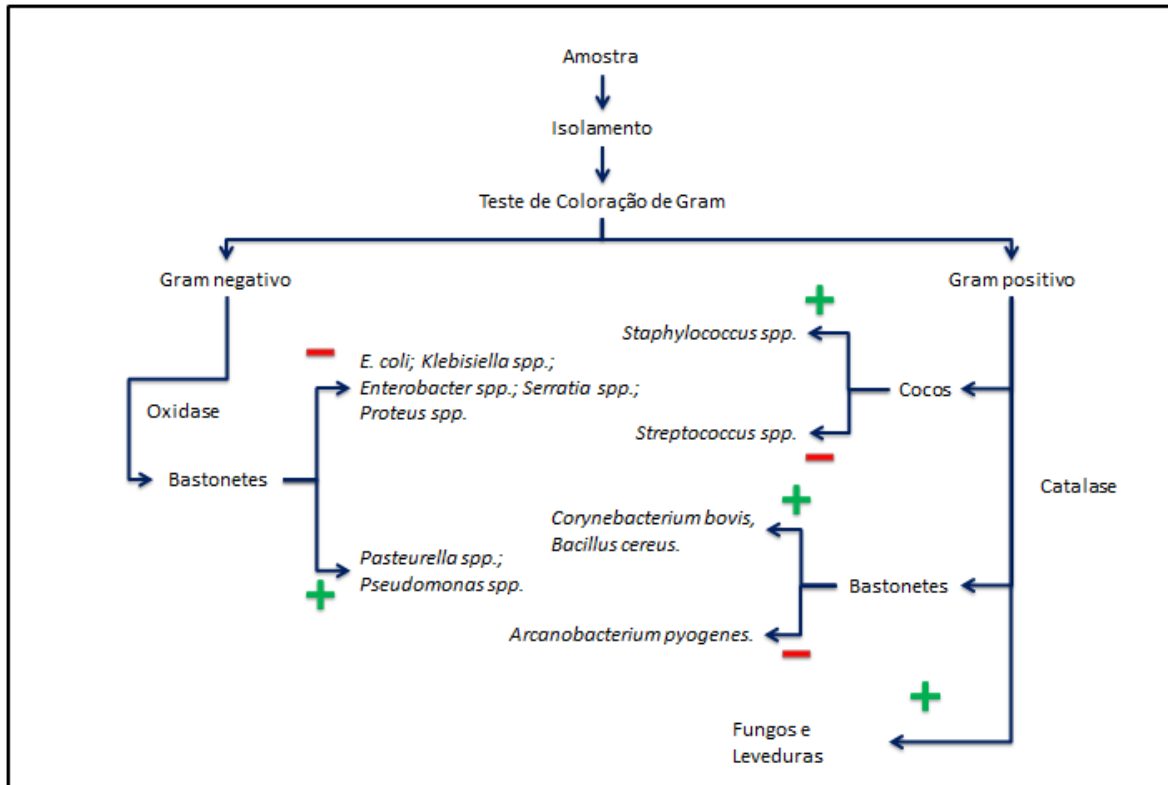 Amostra
Isolamento
Teste de Coloração de Gram
Gram negativo
Gram positivo
Oxidase
Bastonetes
E. coli; Klebisiella spp.;
Enterobacter spp.; Serratia spp.;
Proteus spp.
Pasteurella spp.;
Pseudomonas spp.
Staphylococcus spp.
Cocos
Streptococcus spp.
Catalase
Corynebacterium bovis,
Bacillus cereus.
Bastonetes
Arcanobacterium pyogenes.
Fungos e
Leveduras